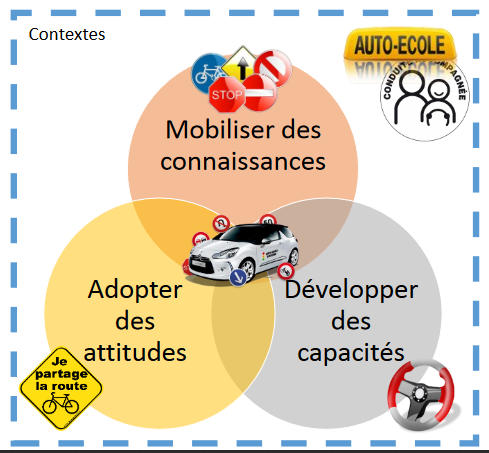 Contextes
AUTO-ECOLE
CONDUITE ACCOMPAGNÉE
STOP
Mobiliser des
connaissances
Adopter
des
attitudes
Développer
des
capacités
Je
partage
la route